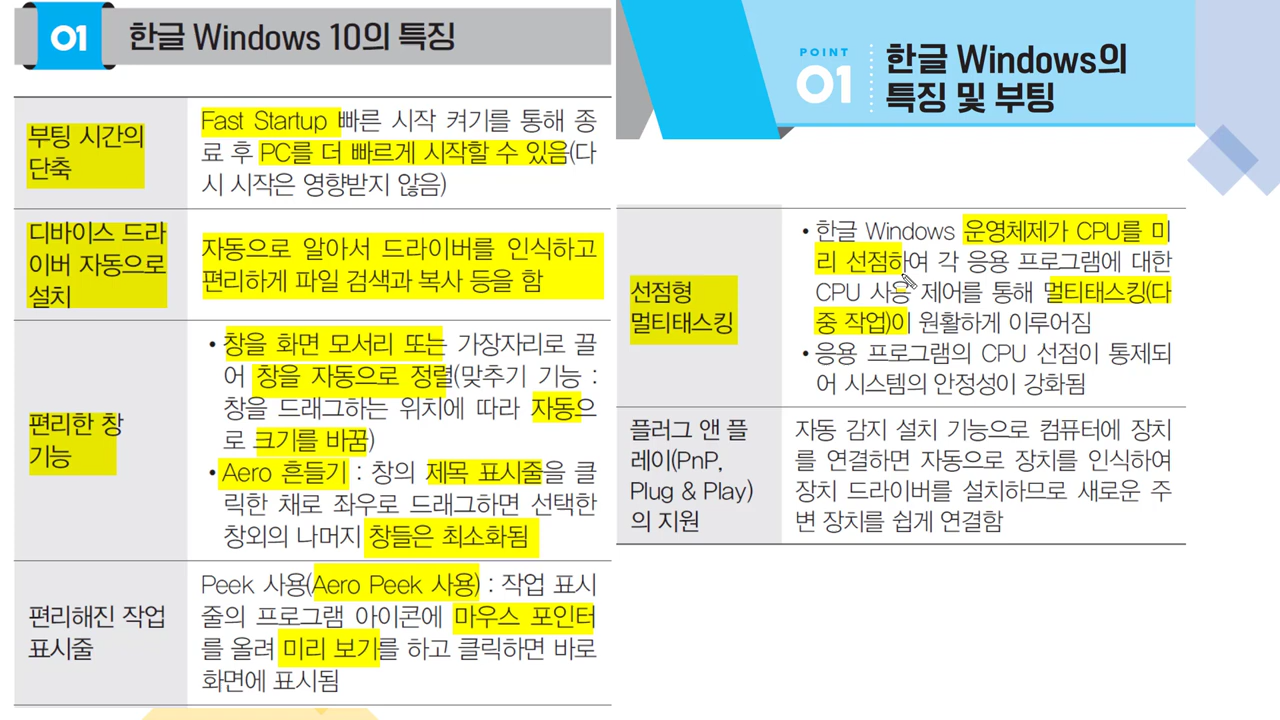 01 한글 Windows 10의 특징
부팅 시간의
단축
Fast Startup 빠른 시작 켜기를 통해 종
료 후 PC를 더 빠르게 시작할 수 있음(다
시 시작은 영향받지 않음)
디바이스 드라
이버 자동으로
설치
자동으로 알아서 드라이버를 인식하고
편리하게 파일 검색과 복사 등을 함
편리한 창
기능
• 창을 화면 모서리 또는 가장자리로 끌
어 창을 자동으로 정렬(맞추기 기능 :
창을 드래그하는 위치에 따라 자동으
로 크기를 바꿈)
• Aero 흔들기 : 창의 제목 표시줄을 클
릭한 채로 좌우로 드래그하면 선택한
창외의 나머지 창들은 최소화됨
편리해진 작업
표시줄
Peek 사용(Aero Peek 사용) : 작업 표시
줄의 프로그램 아이콘에 마우스 포인터
를 올려 미리 보기를 하고 클릭하면 바로
화면에 표시됨
POINT
01
한글 Windows의
특징 및 부팅
선점형
멀티태스킹
• 한글 Windows 운영체제가 CPU를 미
리 선점하여 각 응용 프로그램에 대한
CPU 사용 제어를 통해 멀티태스킹(다
중 작업)이 원활하게 이루어짐
• 응용 프로그램의 CPU 선점이 통제되
어 시스템의 안정성이 강화됨
플러그 앤 플
레이(PnP,
Plug & Play)
의 지원
자동 감지 설치 기능으로 컴퓨터에 장치
를 연결하면 자동으로 장치를 인식하여
장치 드라이버를 설치하므로 새로운 주
변 장치를 쉽게 연결함